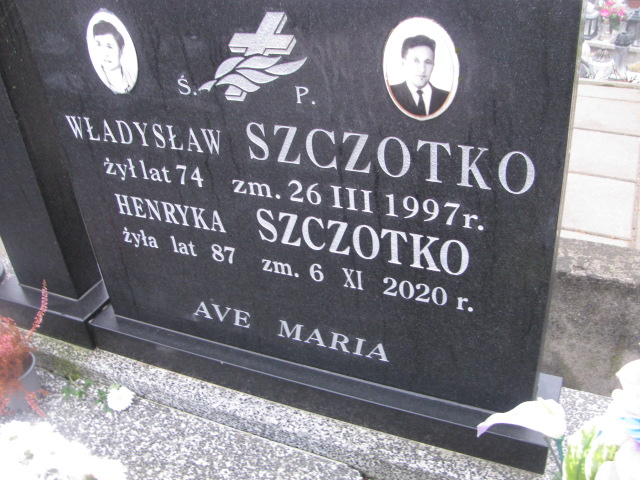 Ś. P.
WŁADYSŁAW SZCZOTKO
żył lat 74 zm. 26 III 1997 r.
HENRYKA SZCZOTKO
żyła lat 87 zm. 6 XI 2020 r.
AVE MARIA